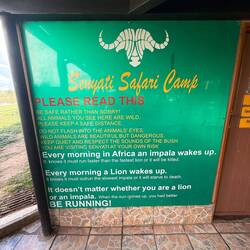 Senyati Safari Camp
PLEASE READ THIS
BE SAFE RATHER THAN SORRY!
ALL ANIMALS YOU SEE HERE ARE WILD.
PLEASE KEEP A SAFE DISTANCE.
DO NOT FLASH INTO THE ANIMALS' EYES.
WILD ANIMALS ARE BEAUTIFUL BUT DANGEROUS.
KEEP QUIET AND RESPECT THE SOUNDS OF THE BUSH
YOU ARE VISITING SENYATI AT YOUR OWN RISK
Every morning in Africa an impala wakes up.
It knows it must run faster than the fastest lion or it will be killed.
Every morning a Lion wakes up.
It knows it must outrun the slowest impala or it will starve to death.
It doesn't matter whether you are a lion
or an impala. When the sun comes up, you had better
BE RUNNING!